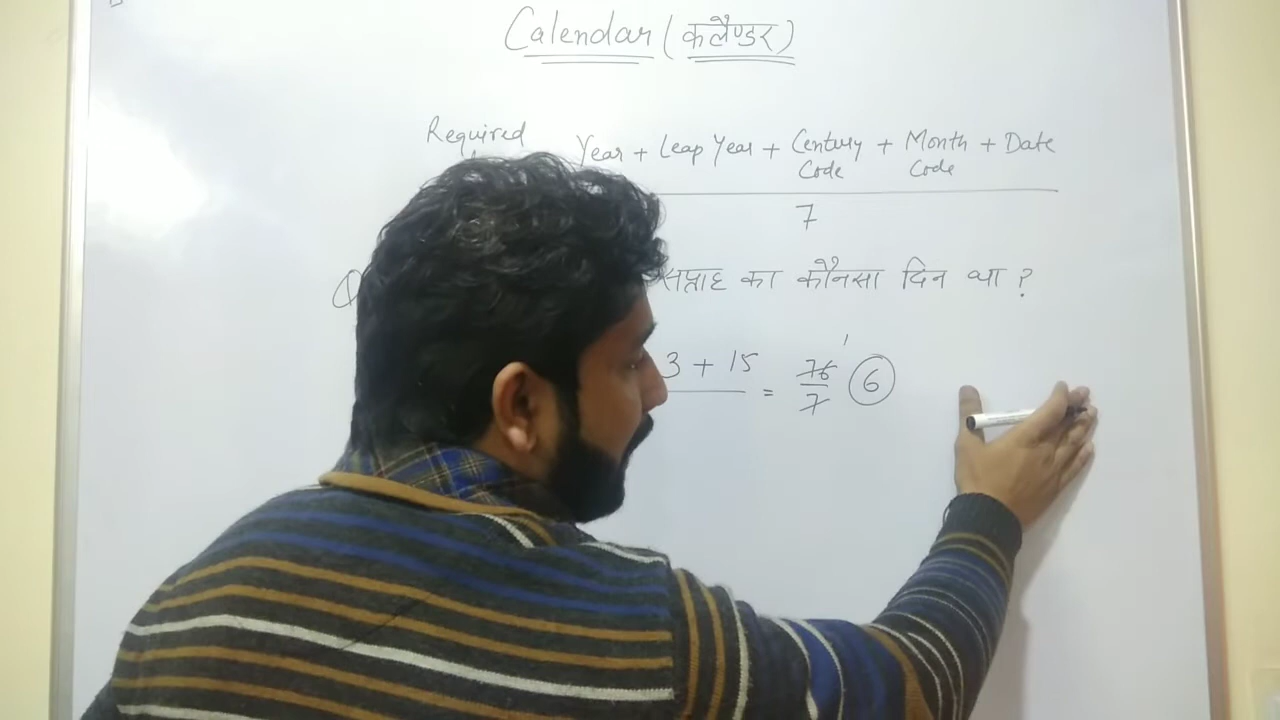 Calendar (कलैण्डर)
Required
Year + Leap Year + Century Code + Month Code + Date
7
Q सप्ताह का कौनसा दिन था ?
3 + 15 = 76 1
7 6